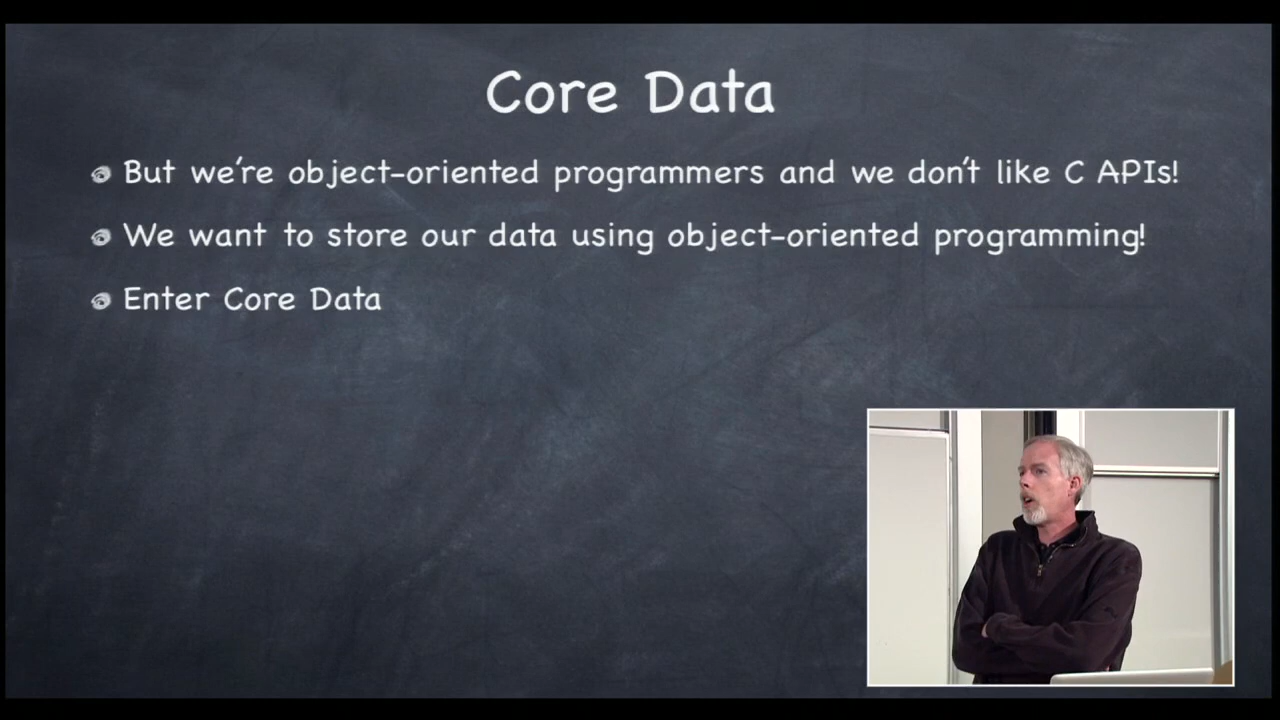 Core Data
But we're object-oriented programmers and we don't like C APIs!
We want to store our data using object-oriented programming!
Enter Core Data